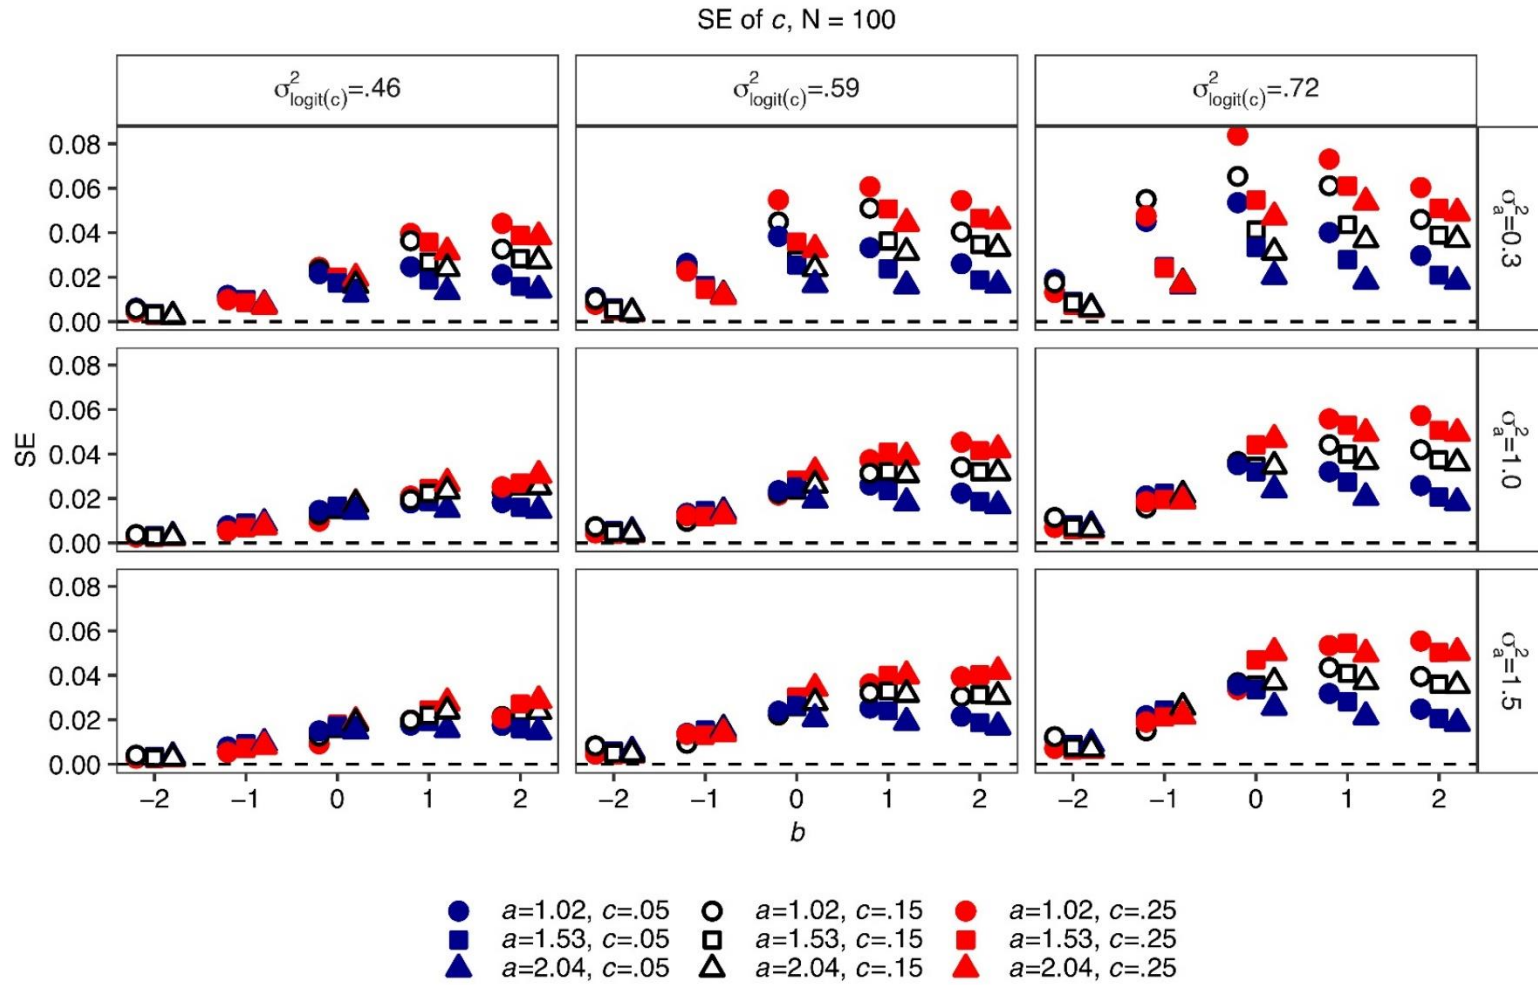 SE of c, N = 100
σ²logit(c)=.46
σ²logit(c)=.59
σ²logit(c)=.72
0.08
0.06
0.04
0.02
0.00
σ²a=0.3
0.08
0.06
0.04
0.02
0.00
σ²a=1.0
SE
0.08
0.06
0.04
0.02
0.00
σ²a=1.5
−2 −1 0 1 2
−2 −1 0 1 2
−2 −1 0 1 2
b
a=1.02, c=.05 a=1.02, c=.15 a=1.02, c=.25
a=1.53, c=.05 a=1.53, c=.15 a=1.53, c=.25
a=2.04, c=.05 a=2.04, c=.15 a=2.04, c=.25